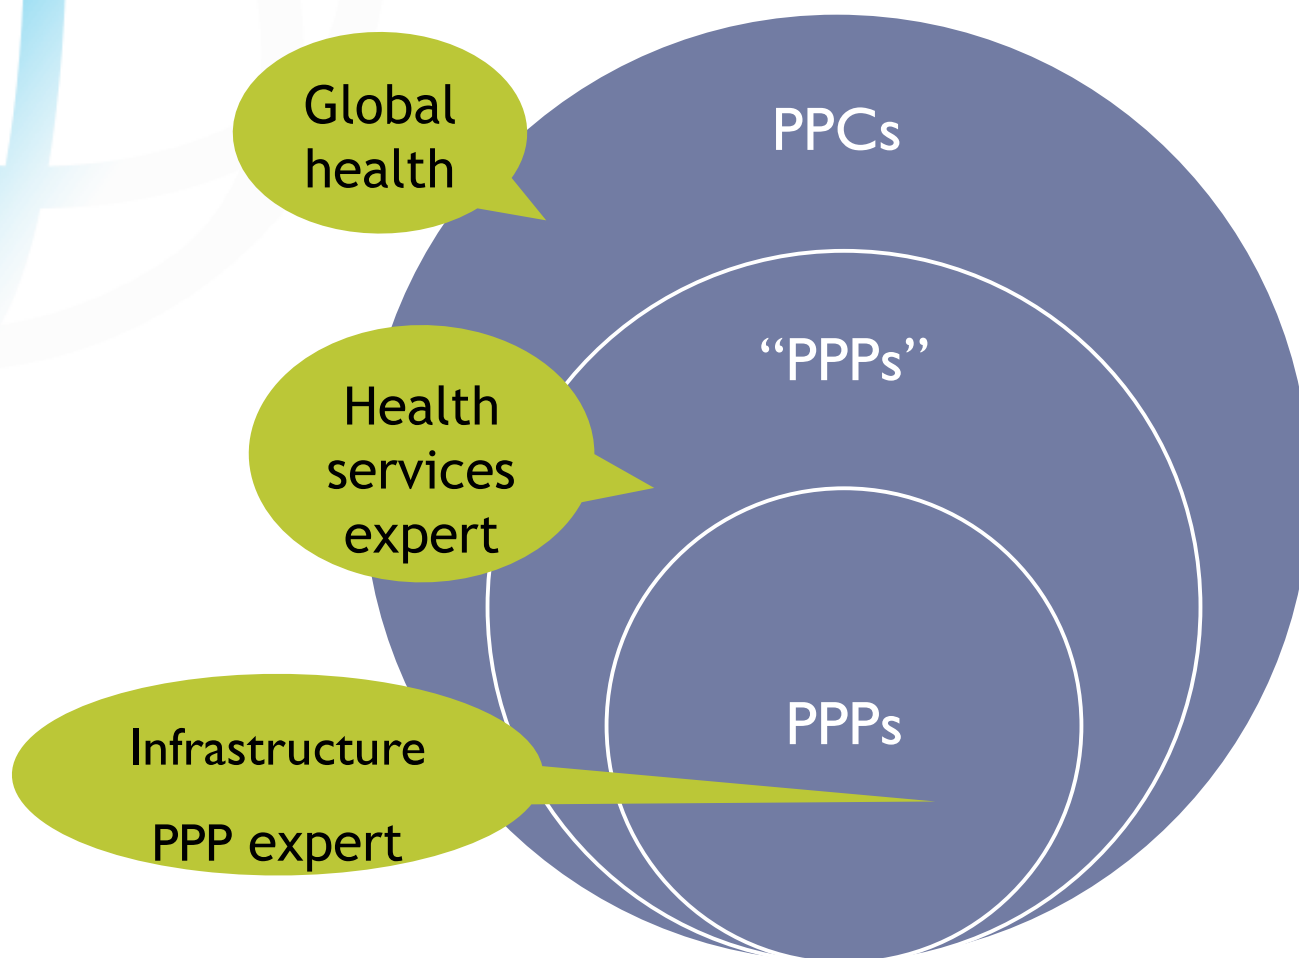 Global
health
PPCs
“PPPs”
Health
services
expert
PPPs
Infrastructure
PPP expert